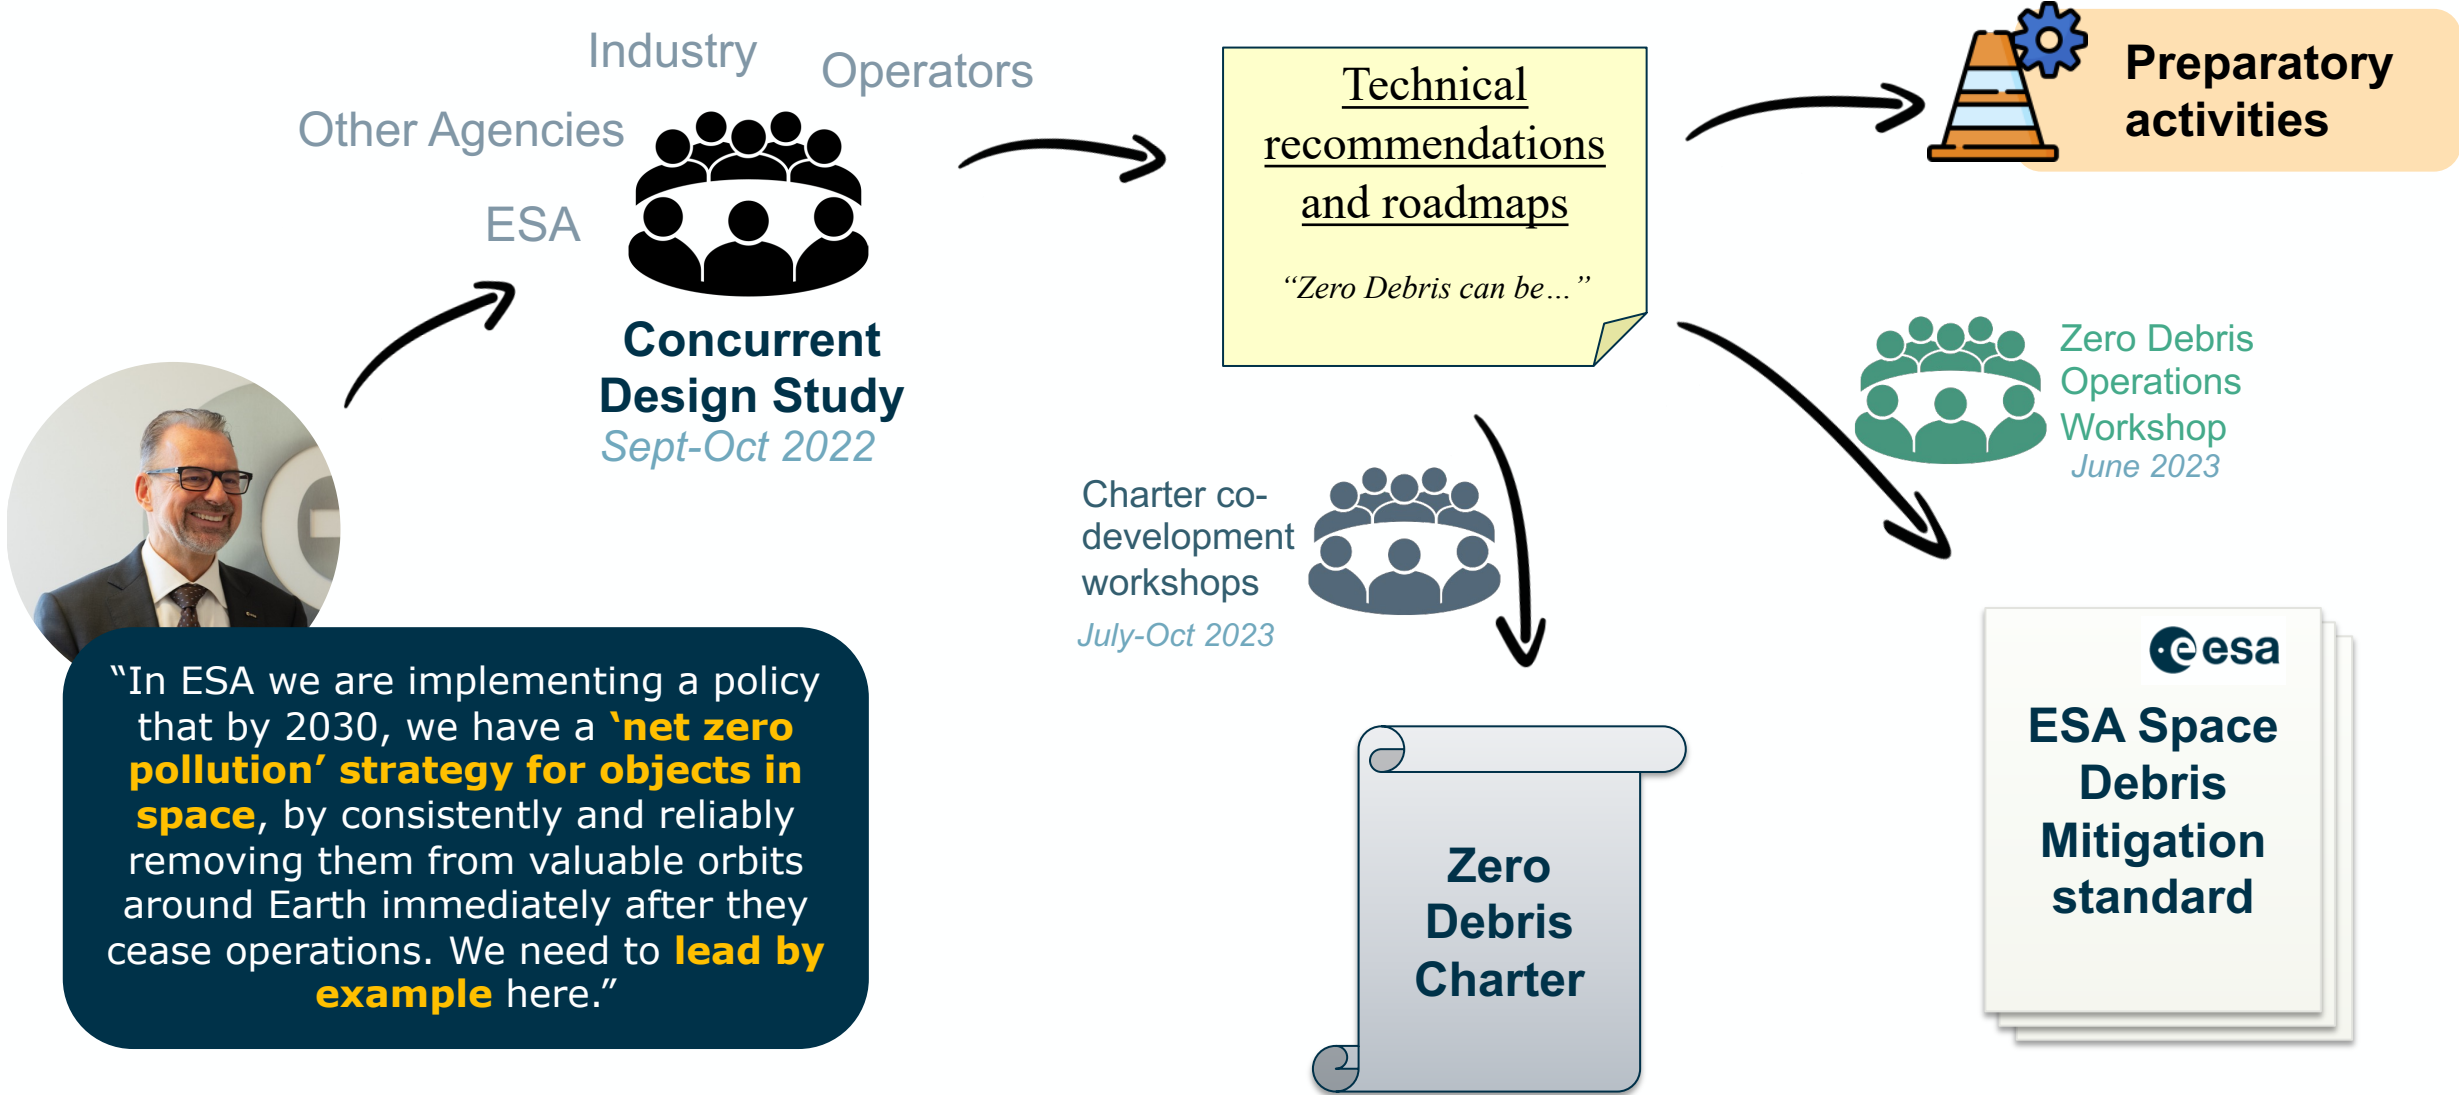 Industry
Operators
Other Agencies
ESA
Concurrent
Design Study
Sept-Oct 2022
“In ESA we are implementing a policy
that by 2030, we have a ‘net zero
pollution’ strategy for objects in
space, by consistently and reliably
removing them from valuable orbits
around Earth immediately after they
cease operations. We need to lead by
example here.”
Technical
recommendations
and roadmaps
“Zero Debris can be…”
Preparatory
activities
Zero Debris
Operations
Workshop
June 2023
Charter co-
development
workshops
July-Oct 2023
Zero
Debris
Charter
esa
ESA Space
Debris
Mitigation
standard